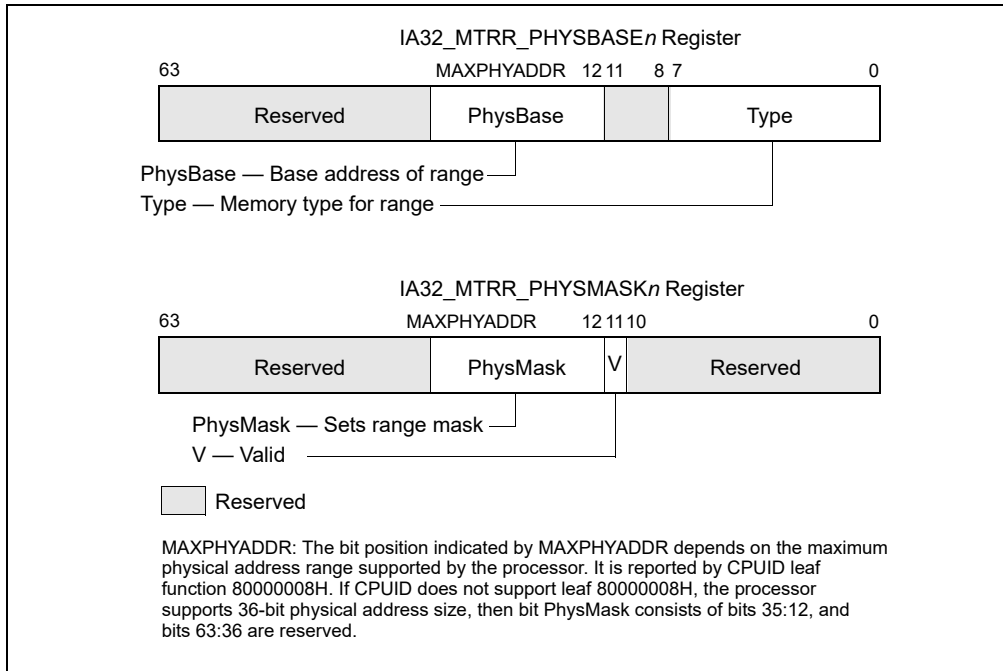 IA32_MTRR_PHYSBASEn Register
63 MAXPHYADDR 12 11 8 7 0
Reserved PhysBase Type
PhysBase — Base address of range
Type — Memory type for range
IA32_MTRR_PHYSMASKn Register
63 MAXPHYADDR 12 11 10 0
Reserved PhysMask V Reserved
PhysMask — Sets range mask
V — Valid
Reserved
MAXPHYADDR: The bit position indicated by MAXPHYADDR depends on the maximum
physical address range supported by the processor. It is reported by CPUID leaf
function 80000008H. If CPUID does not support leaf 80000008H, the processor
supports 36-bit physical address size, then bit PhysMask consists of bits 35:12, and
bits 63:36 are reserved.